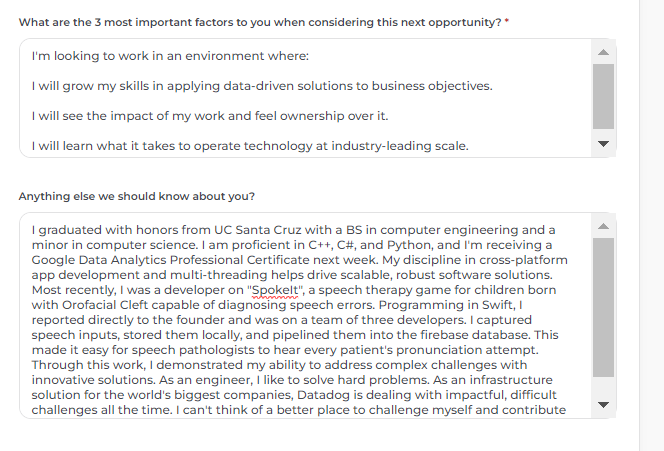 What are the 3 most important factors to you when considering this next opportunity? *
I'm looking to work in an environment where:
I will grow my skills in applying data-driven solutions to business objectives.
I will see the impact of my work and feel ownership over it.
I will learn what it takes to operate technology at industry-leading scale.
Anything else we should know about you?
I graduated with honors from UC Santa Cruz with a BS in computer engineering and a
minor in computer science. I am proficient in C++, C#, and Python, and I'm receiving a
Google Data Analytics Professional Certificate next week. My discipline in cross-platform
app development and multi-threading helps drive scalable, robust software solutions.
Most recently, I was a developer on "SpokeIt", a speech therapy game for children born
with Orofacial Cleft capable of diagnosing speech errors. Programming in Swift, I
reported directly to the founder and was on a team of three developers. I captured
speech inputs, stored them locally, and pipelined them into the firebase database. This
made it easy for speech pathologists to hear every patient's pronunciation attempt.
Through this work, I demonstrated my ability to address complex challenges with
innovative solutions. As an engineer, I like to solve hard problems. As an infrastructure
solution for the world's biggest companies, Datadog is dealing with impactful, difficult
challenges all the time. I can't think of a better place to challenge myself and contribute